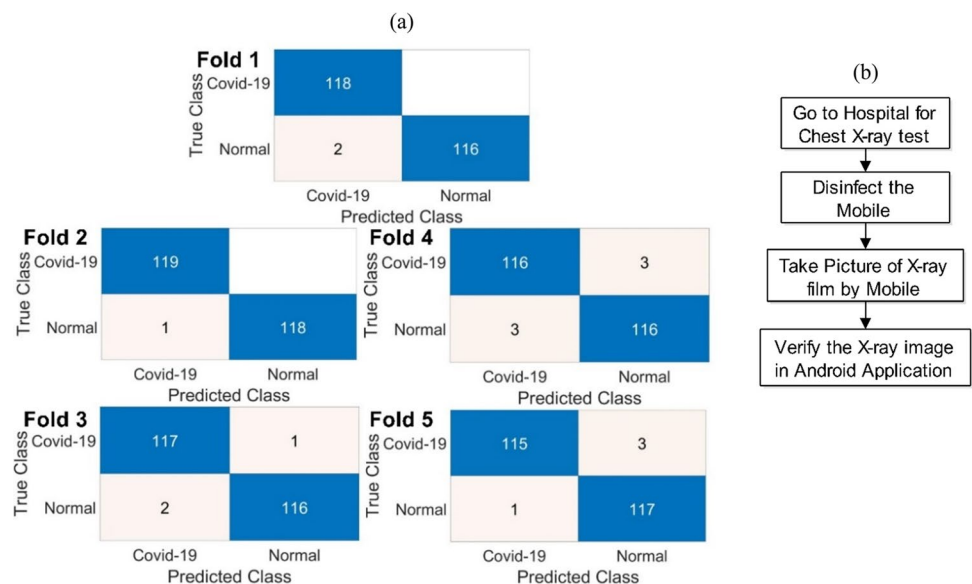 (a)
Fold 1
True Class
Covid-19
118
Normal
2 116
Covid-19 Normal
Predicted Class
Fold 2
True Class
Covid-19
119
Normal
1 118
Covid-19 Normal
Predicted Class
Fold 4
True Class
Covid-19
116 3
Normal
3 116
Covid-19 Normal
Predicted Class
Fold 3
True Class
Covid-19
117 1
Normal
2 116
Covid-19 Normal
Predicted Class
Fold 5
True Class
Covid-19
115 3
Normal
1 117
Covid-19 Normal
Predicted Class
(b)
Go to Hospital for
Chest X-ray test
Disinfect the
Mobile
Take Picture of X-ray
film by Mobile
Verify the X-ray image
in Android Application